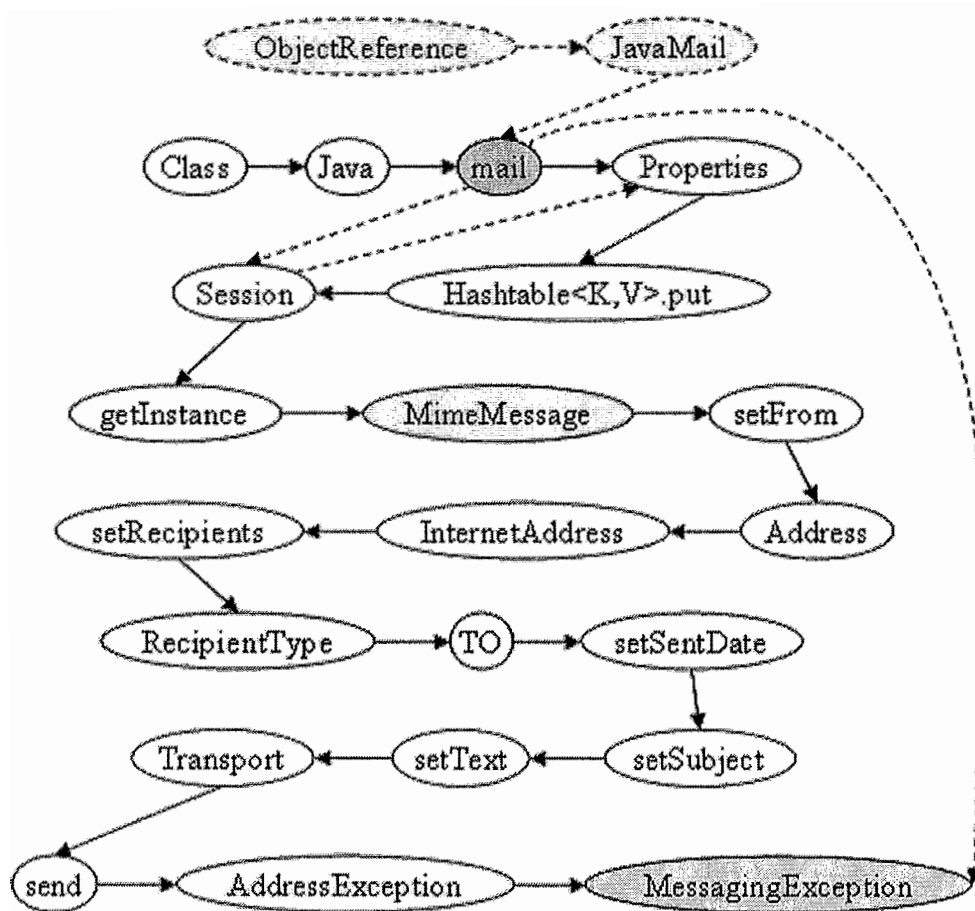 ObjectReference JavaMail
Class Java mail Properties
Session Hashtable<K,V>.put
getInstance MimeMessage setFrom
setRecipients InternetAddress Address
RecipientType TO setSentDate
Transport setText setSubject
send AddressException MessagingException